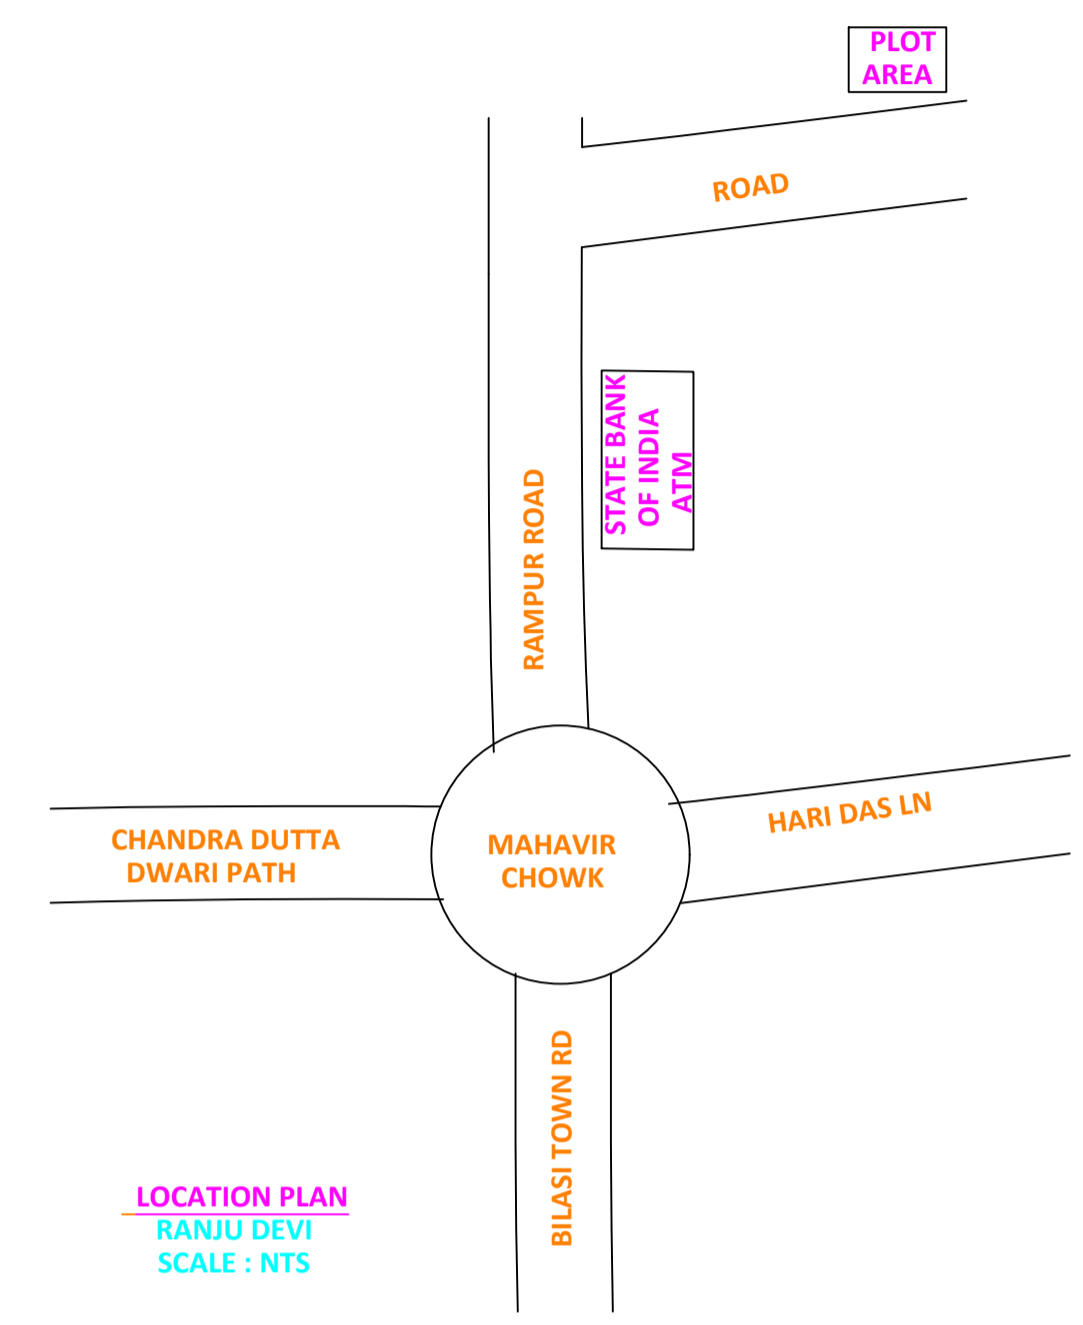 PLOT
AREA
ROAD
STATE BANK
OF INDIA
ATM
RAMPUR ROAD
HARI DAS LN
CHANDRA DUTTA
DWARI PATH
MAHAVIR
CHOWK
BILASI TOWN RD
LOCATION PLAN
RANJU DEVI
SCALE : NTS